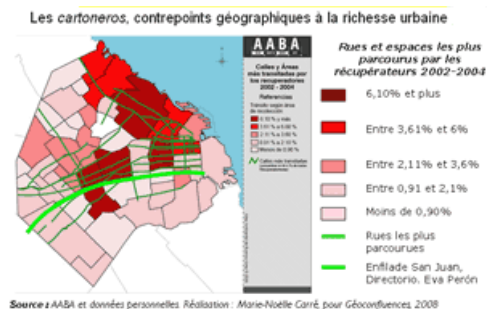 Les cartoneros, contrepoints géographiques à la richesse urbaine
AABA
Calles y Áreas
más transitadas por
los recuperadores
2002 - 2004
Referencias
Rues et espaces les plus
parcourus par les
récupérateurs 2002-2004
6,10% et plus
Entre 3,61% et 6%
Entre 2,11% et 3,6%
Entre 0,91 et 2,1%
Moins de 0,90%
Rues les plus
parcourues
Enfilade San Juan,
Directorio. Eva Perón
Source : AABA et données personnelles. Réalisation : Marie-Noëlle Carré, pour Géoconfluences, 2008